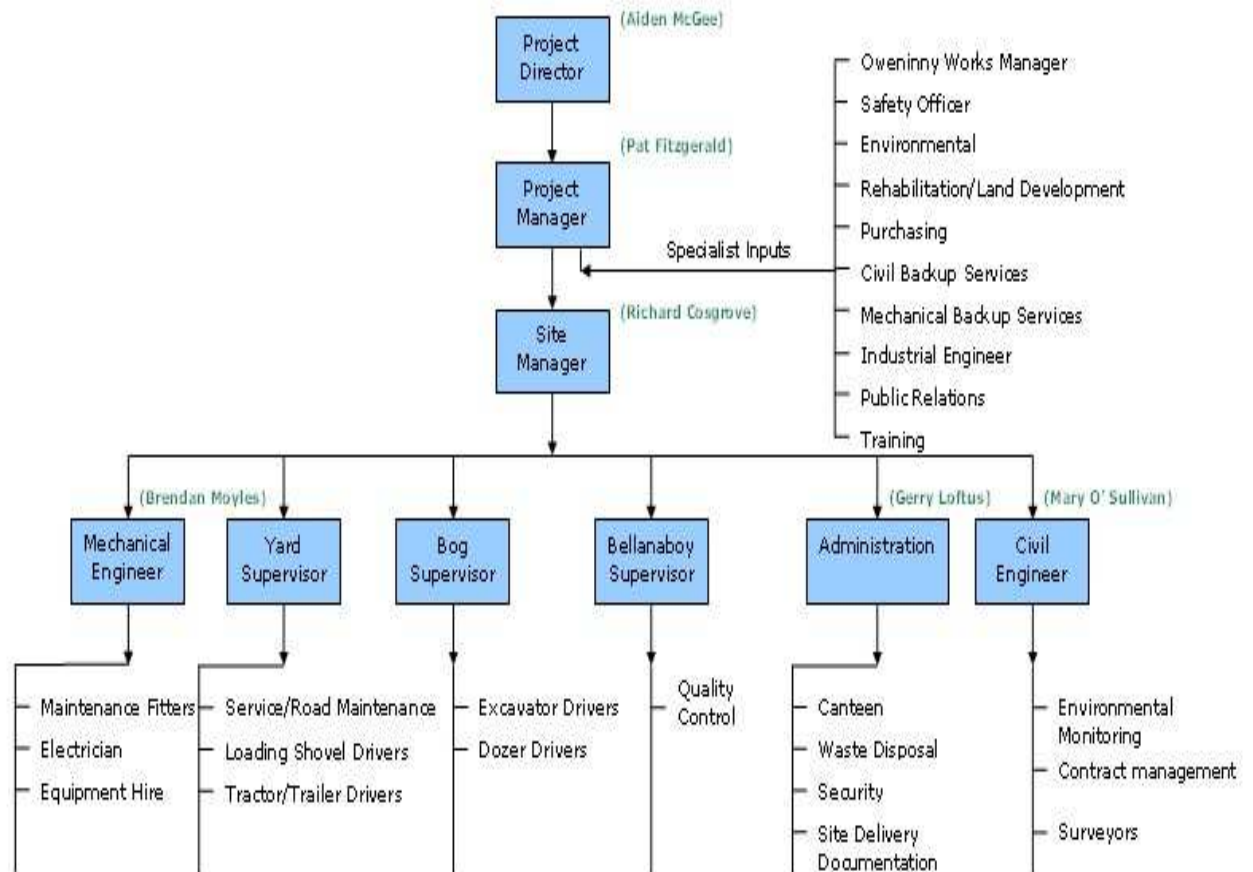 (Aiden McGee)
Project
Director
(Pat Fitzgerald)
Project
Manager
Specialist Inputs
(Richard Cosgrove)
Site
Manager
Oweninny Works Manager
Safety Officer
Environmental
Rehabilitation/Land Development
Purchasing
Civil Backup Services
Mechanical Backup Services
Industrial Engineer
Public Relations
Training
(Brendan Moyles)
(Gerry Loftus)
(Mary O' Sullivan)
Mechanical
Engineer
Yard
Supervisor
Bog
Supervisor
Bellanaboy
Supervisor
Administration
Civil
Engineer
Maintenance Fitters
Electrician
Equipment Hire
Service/Road Maintenance
Loading Shovel Drivers
Tractor/Trailer Drivers
Excavator Drivers
Dozer Drivers
Quality
Control
Canteen
Waste Disposal
Security
Site Delivery
Documentation
Environmental
Monitoring
Contract management
Surveyors